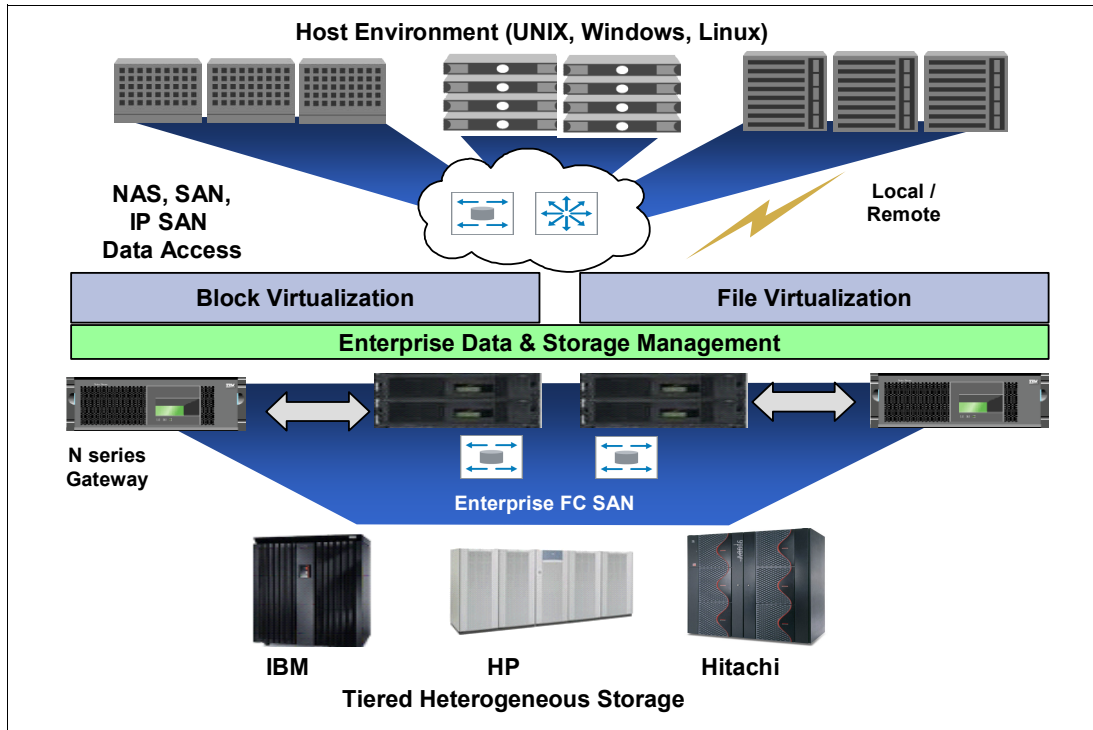 Host Environment (UNIX, Windows, Linux)
NAS, SAN,
IP SAN
Data Access
Local /
Remote
Block Virtualization
File Virtualization
Enterprise Data & Storage Management
N series
Gateway
Enterprise FC SAN
IBM
HP
Hitachi
Tiered Heterogeneous Storage